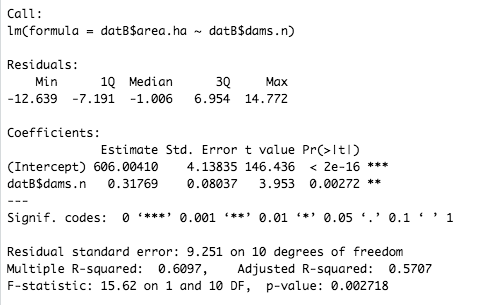 Call:
lm(formula = datB$area.ha ~ datB$dams.n)
Residuals:
Min 1Q Median 3Q Max
-12.639 -7.191 -1.006 6.954 14.772
Coefficients:
Estimate Std. Error t value Pr(>|t|)
(Intercept) 606.00410 4.13835 146.436 < 2e-16 ***
datB$dams.n 0.31769 0.08037 3.953 0.00272 **
---
Signif. codes: 0 ‘***’ 0.001 ‘**’ 0.01 ‘*’ 0.05 ‘.’ 0.1 ‘ ’ 1
Residual standard error: 9.251 on 10 degrees of freedom
Multiple R-squared: 0.6097, Adjusted R-squared: 0.5707
F-statistic: 15.62 on 1 and 10 DF, p-value: 0.002718